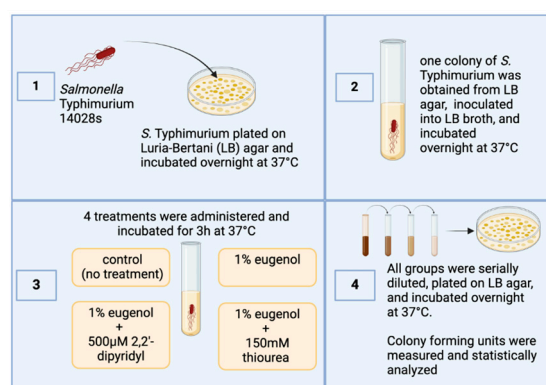 1
Salmonella
Typhimurium
14028s
S. Typhimurium plated on
Luria-Bertani (LB) agar and
incubated overnight at 37°C
2
one colony of S.
Typhimurium was
obtained from LB
agar, inoculated
into LB broth, and
incubated
overnight at 37°C
4 treatments were administered and
incubated for 3h at 37°C
3
control
(no treatment)
1% eugenol
1% eugenol
+
500µM 2,2'-
dipyridyl
1% eugenol
+
150mM
thiourea
4
All groups were serially
diluted, plated on LB agar,
and incubated overnight
at 37°C.
Colony forming units were
measured and statistically
analyzed